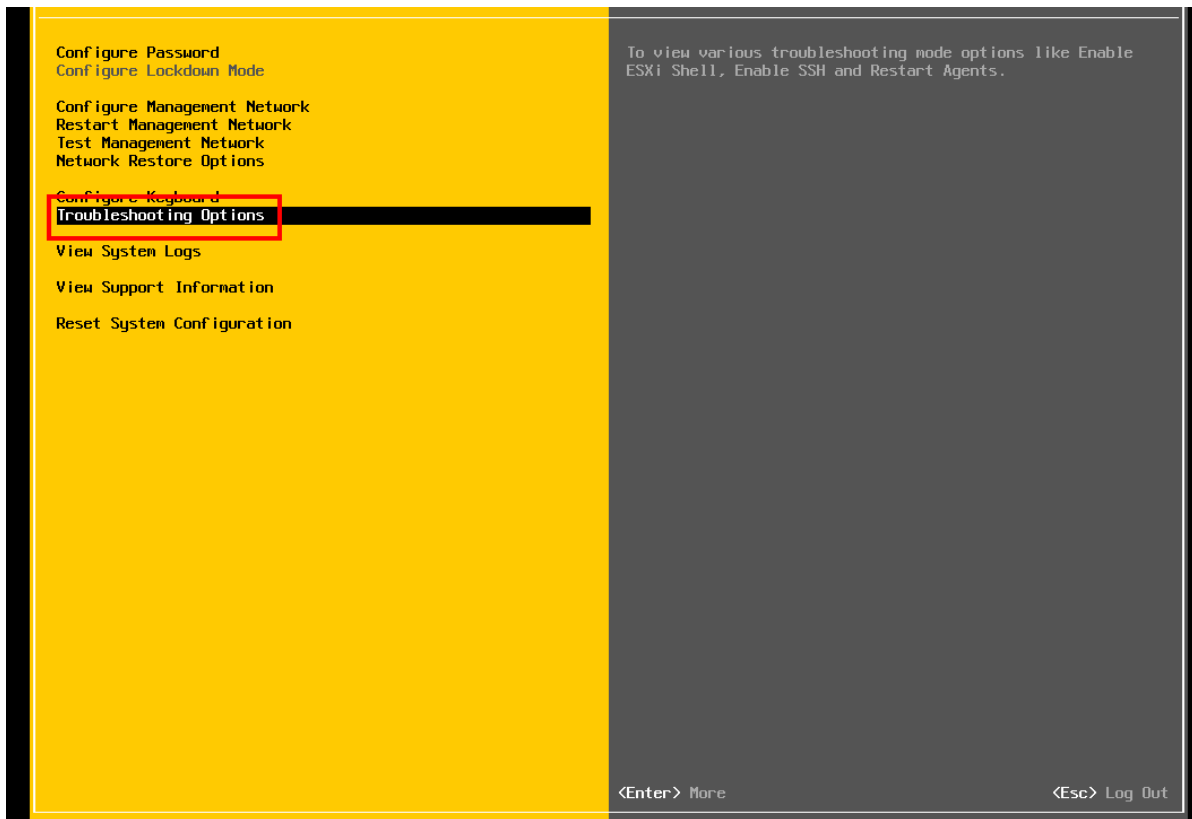 Configure Password
Configure Lockdown Mode
Configure Management Network
Restart Management Network
Test Management Network
Network Restore Options
Configure Keyboard
Troubleshooting Options
View System Logs
View Support Information
Reset System Configuration
To view various troubleshooting mode options like Enable
ESXi Shell, Enable SSH and Restart Agents.
<Enter> More
<Esc> Log Out